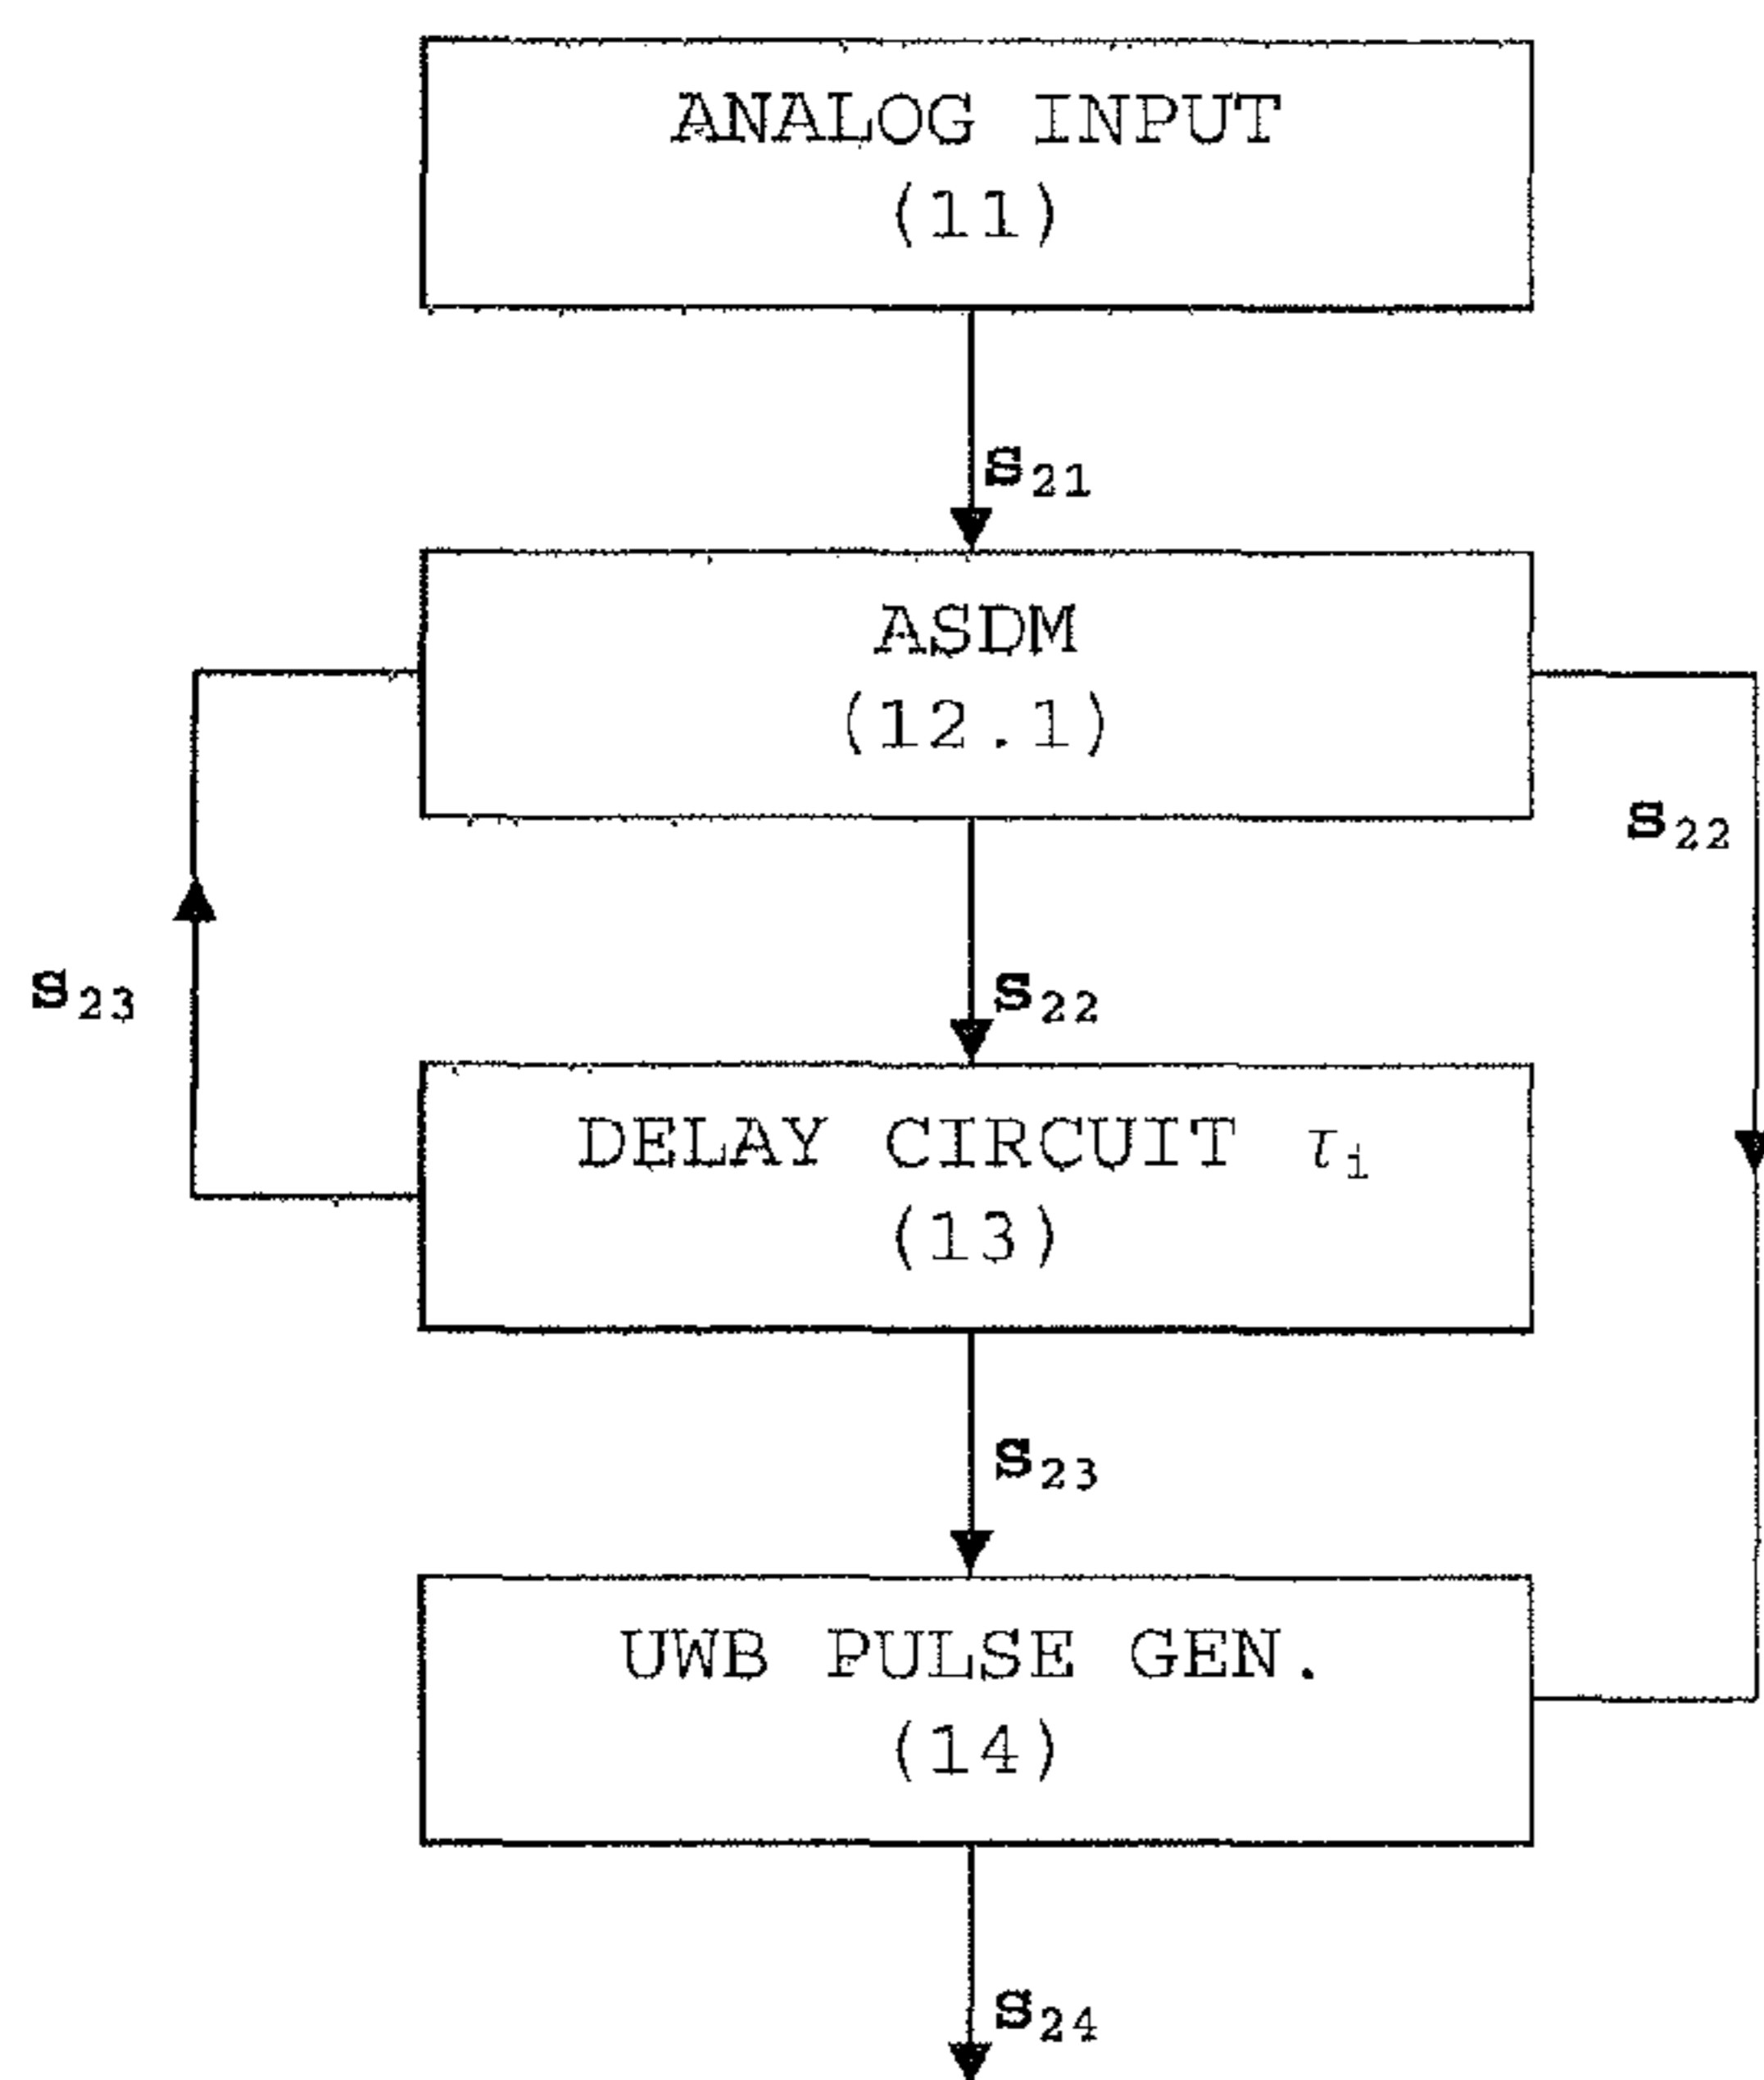 ANALOG INPUT
(11)
s21
ASDM
(12.1)
s22
s23
s22
DELAY CIRCUIT τi
(13)
s23
UWB PULSE GEN.
(14)
s24